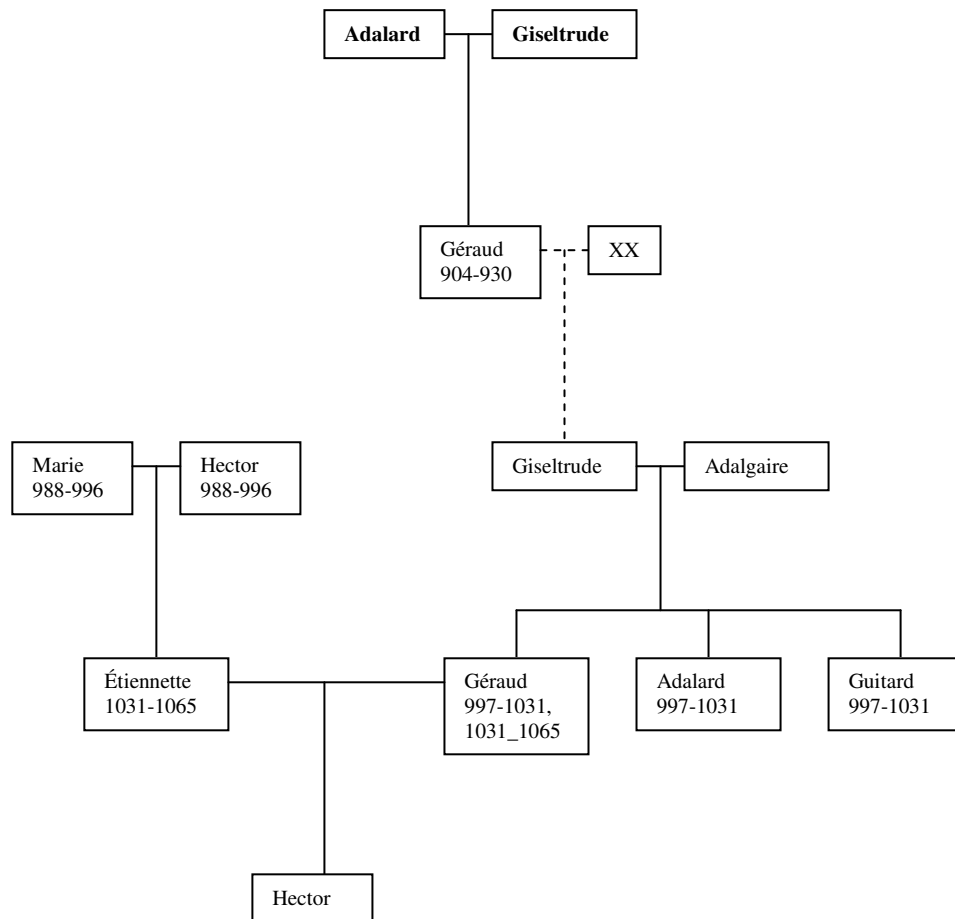 Adalard
Giseltrude
Géraud
904-930
XX
Marie
988-996
Hector
988-996
Giseltrude
Adalgaire
Étiennette
1031-1065
Géraud
997-1031,
1031_1065
Adalard
997-1031
Guitard
997-1031
Hector